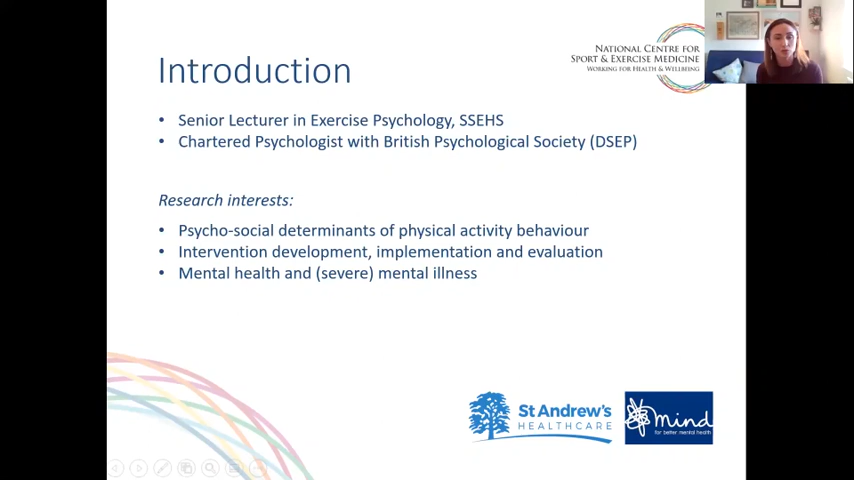 Introduction
NATIONAL CENTRE FOR
SPORT & EXERCISE MEDICINE
WORKING FOR HEALTH & WELLBEING
• Senior Lecturer in Exercise Psychology, SSEHS
• Chartered Psychologist with British Psychological Society (DSEP)
Research interests:
• Psycho-social determinants of physical activity behaviour
• Intervention development, implementation and evaluation
• Mental health and (severe) mental illness
St Andrew's
HEALTHCARE
mind
for better mental health